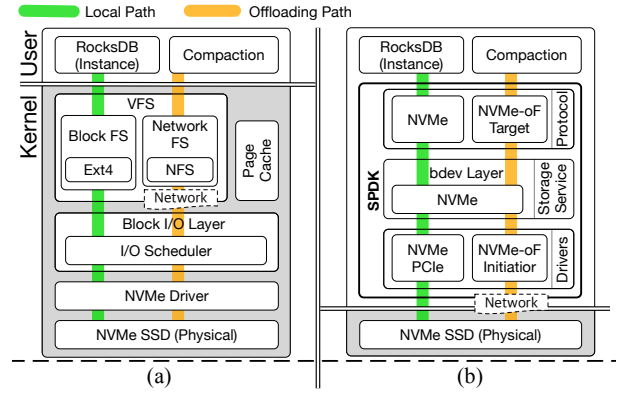 Local Path
Offloading Path
User
RocksDB
(Instance)
Compaction
Kernel
VFS
Block FS
Ext4
Network
FS
NFS
Page
Cache
Network
Block I/O Layer
I/O Scheduler
NVMe Driver
NVMe SSD (Physical)
(a)
RocksDB
(Instance)
Compaction
SPDK
NVMe
NVMe-oF
Target
Protocol
bdev Layer
NVMe
Storage
Service
NVMe
PCIe
NVMe-oF
Initiatior
Drivers
Network
NVMe SSD (Physical)
(b)